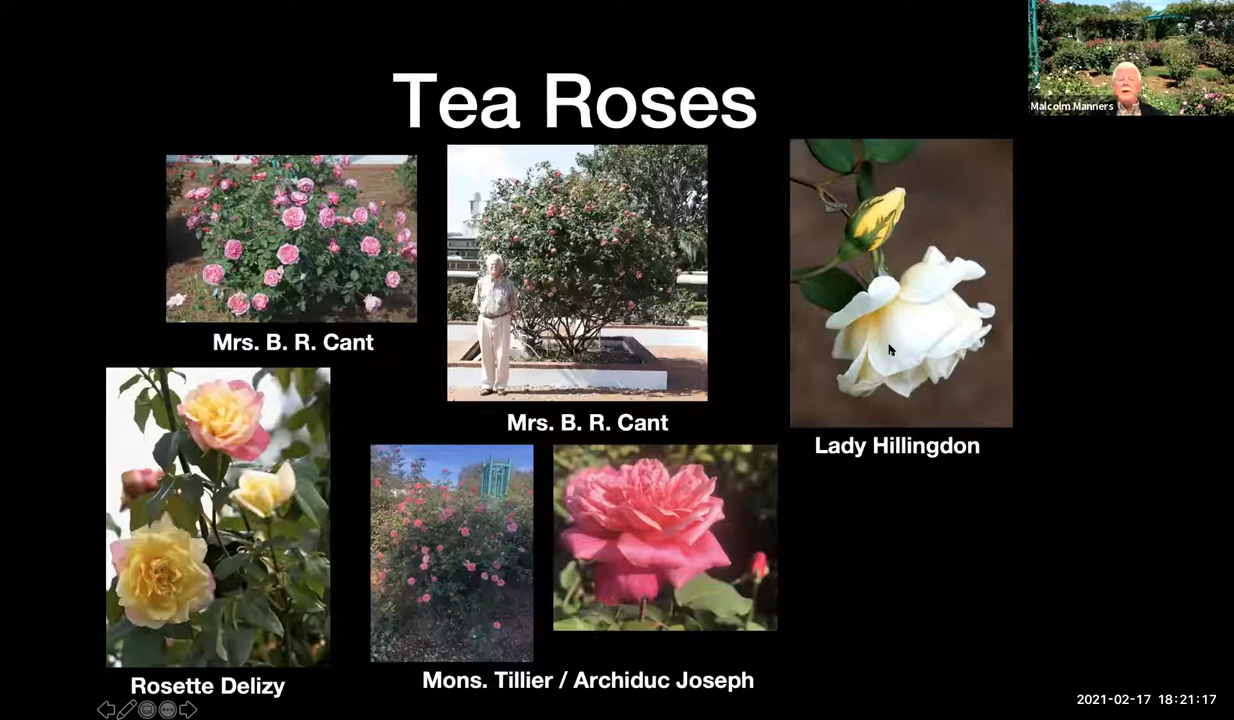 Tea Roses
Malcolm Manners
Mrs. B. R. Cant
Mrs. B. R. Cant
Lady Hillingdon
Rosette Delizy
Mons. Tillier / Archiduc Joseph
2021-02-17 18:21:17